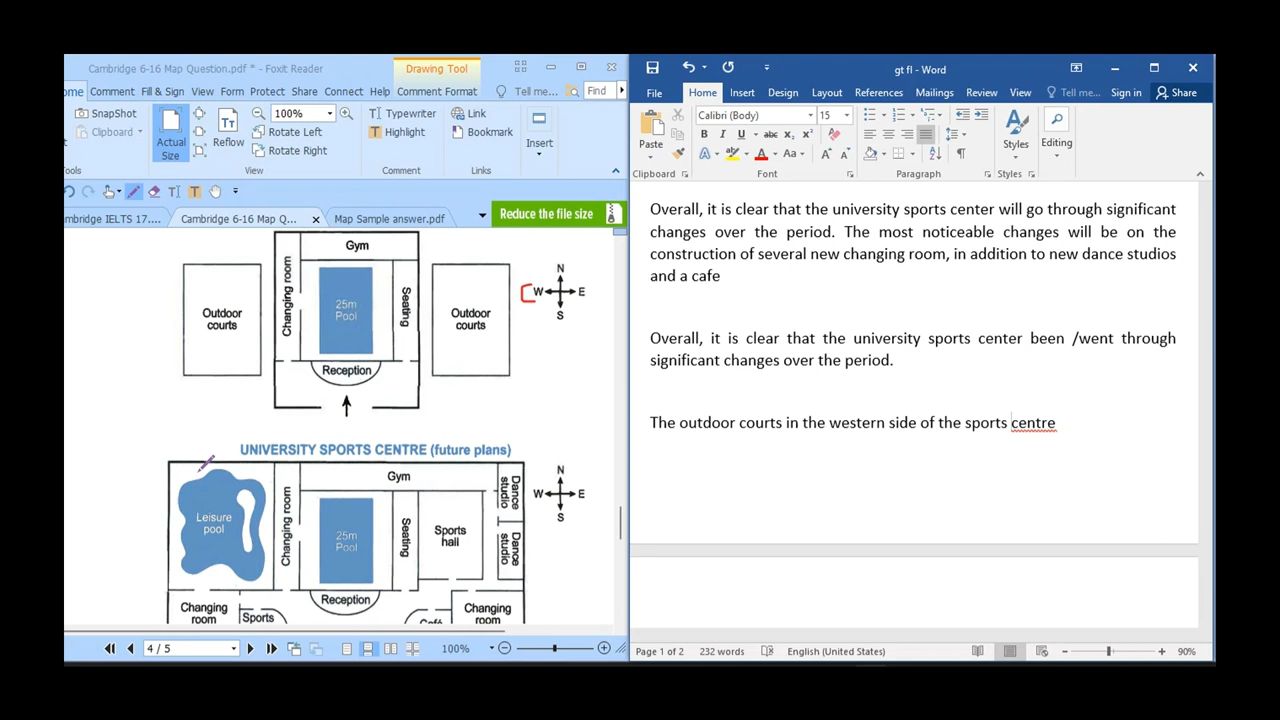 Cambridge 6-16 Map Question.pdf * - Foxit Reader
Drawing Tool
gt fl - Word
ome Comment Fill & Sign View Form Protect Share Connect Help
Comment Format
Tell me...
Find
File Home Insert Design Layout References Mailings Review View Tell me... Sign in Share
SnapShot
Clipboard
Actual Size
Reflow
100%
Rotate Left
Rotate Right
Typewriter
Highlight
Link
Bookmark
Insert
Tools View Comment Links
Paste
Calibri (Body) 15
B I U abc x₂ x²
A A Aa A A
Styles
Editing
Clipboard Font Paragraph Styles
mbridge IELTS 17....
Cambridge 6-16 Map Q...
Map Sample answer.pdf
Reduce the file size
Gym
Changing room
25m
Pool
Seating
Outdoor
courts
Outdoor
courts
Reception
N
W E
S
UNIVERSITY SPORTS CENTRE (future plans)
Leisure
pool
Changing room
Gym
25m
Pool
Seating
Sports
hall
Dance
studio
Dance
studio
N
W E
S
Reception
Changing
room
Sports
Café
Changing
room
4 / 5
100%
Overall, it is clear that the university sports center will go through significant
changes over the period. The most noticeable changes will be on the
construction of several new changing room, in addition to new dance studios
and a cafe
Overall, it is clear that the university sports center been /went through
significant changes over the period.
The outdoor courts in the western side of the sports centre
Page 1 of 2 232 words English (United States) 90%